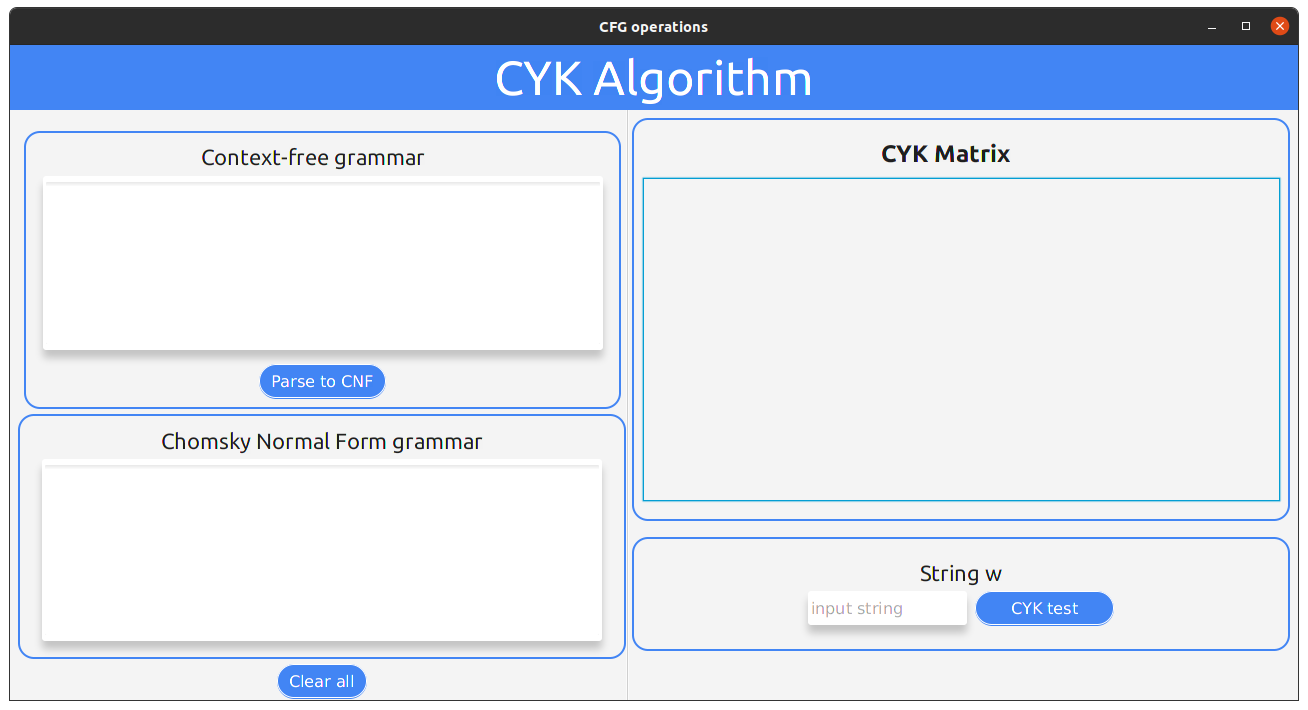 CFG operations
CYK Algorithm
Context-free grammar
Parse to CNF
Chomsky Normal Form grammar
Clear all
CYK Matrix
String w
input string
CYK test